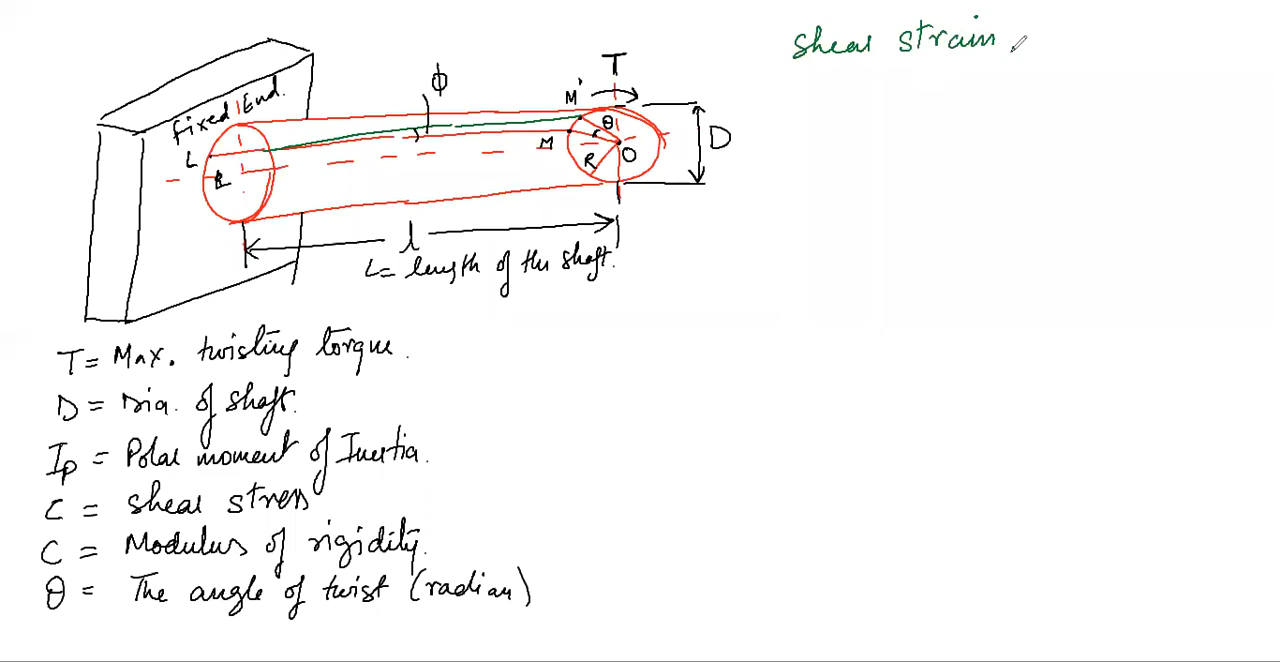 shear strain
T
ϕ
M'
fixed End.
θ
L
M
D
R
O
l
L= length of the shaft.
T= Max. twisting torque.
D = Dia. of shaft.
Ip = Polar moment of Inertia.
τ = shear stress
C = Modulus of rigidity.
θ = The angle of twist (radian)